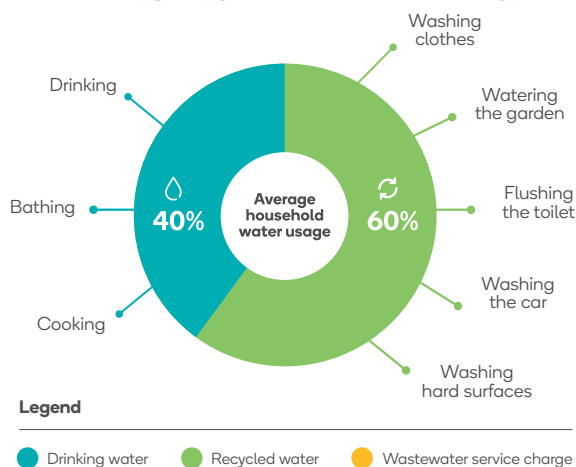 Washing
clothes
Drinking
Watering
the garden
40%
Average
household
water usage
60%
Bathing
Flushing
the toilet
Washing
the car
Cooking
Washing
hard surfaces
Legend
Drinking water
Recycled water
Wastewater service charge